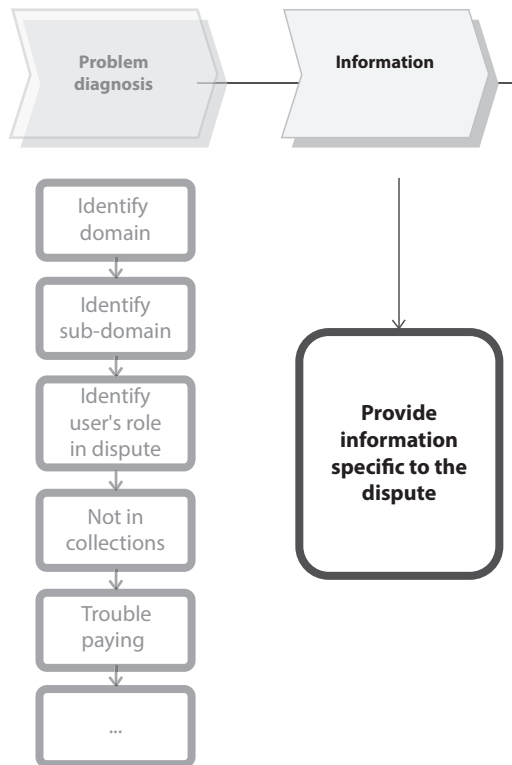 Problem
diagnosis
Information
Identify
domain
Identify
sub-domain
Identify
user's role
in dispute
Not in
collections
Trouble
paying
...
Provide
information
specific to the
dispute